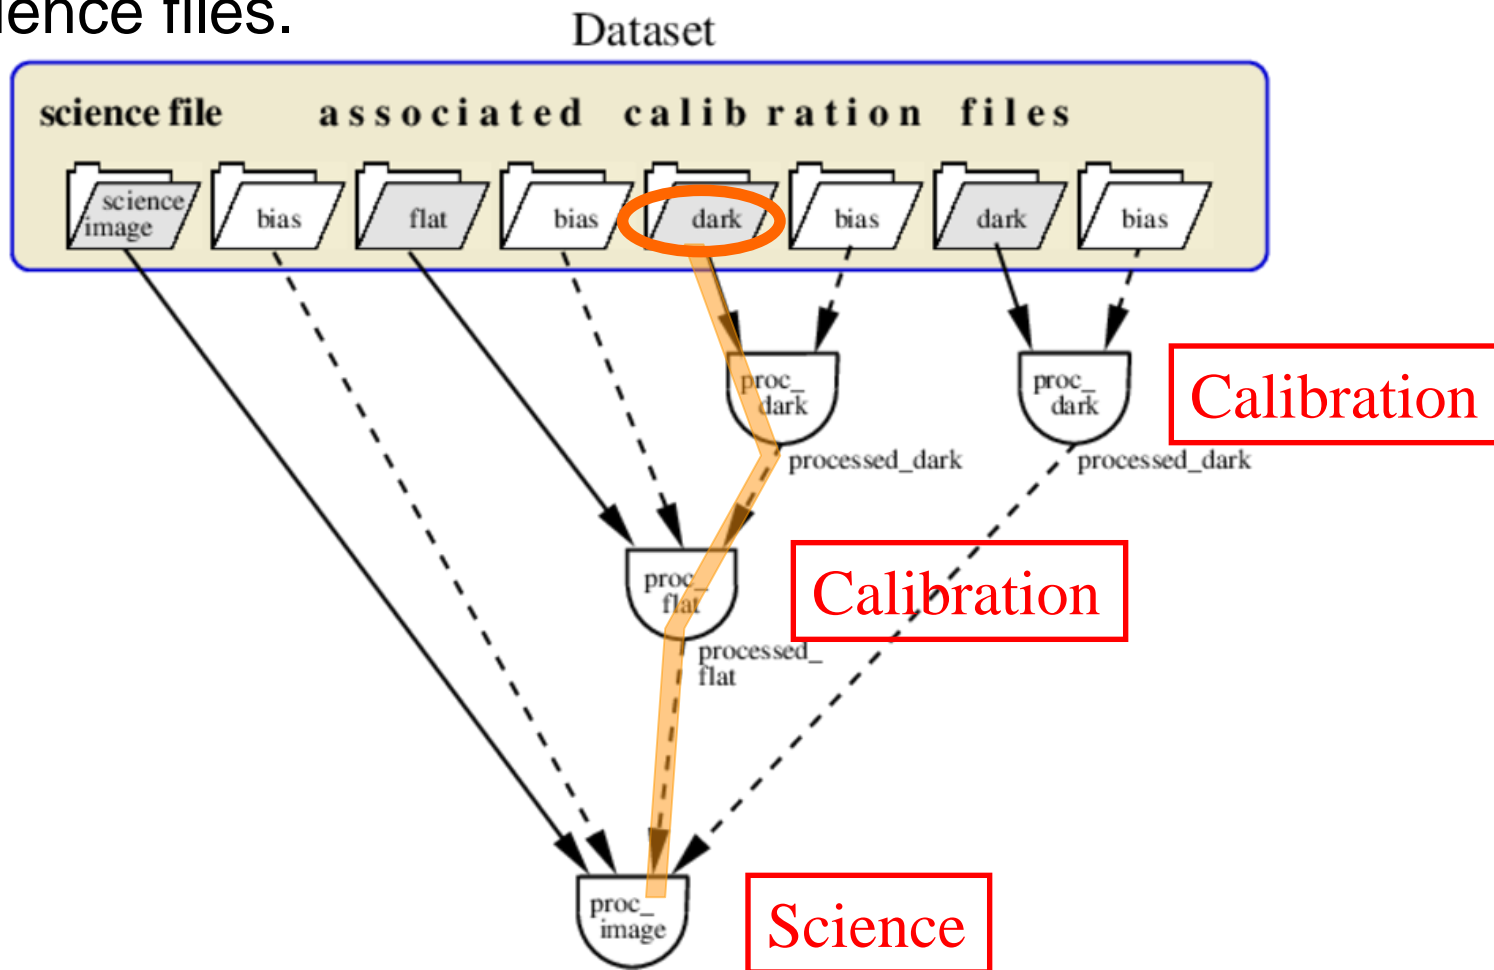 ience files.
Dataset
science file associated calibration files
science image
bias
flat
bias
dark
bias
dark
bias
proc_
dark
proc_
dark
Calibration
processed_dark
processed_dark
proc_
flat
Calibration
processed_
flat
proc_
image
Science